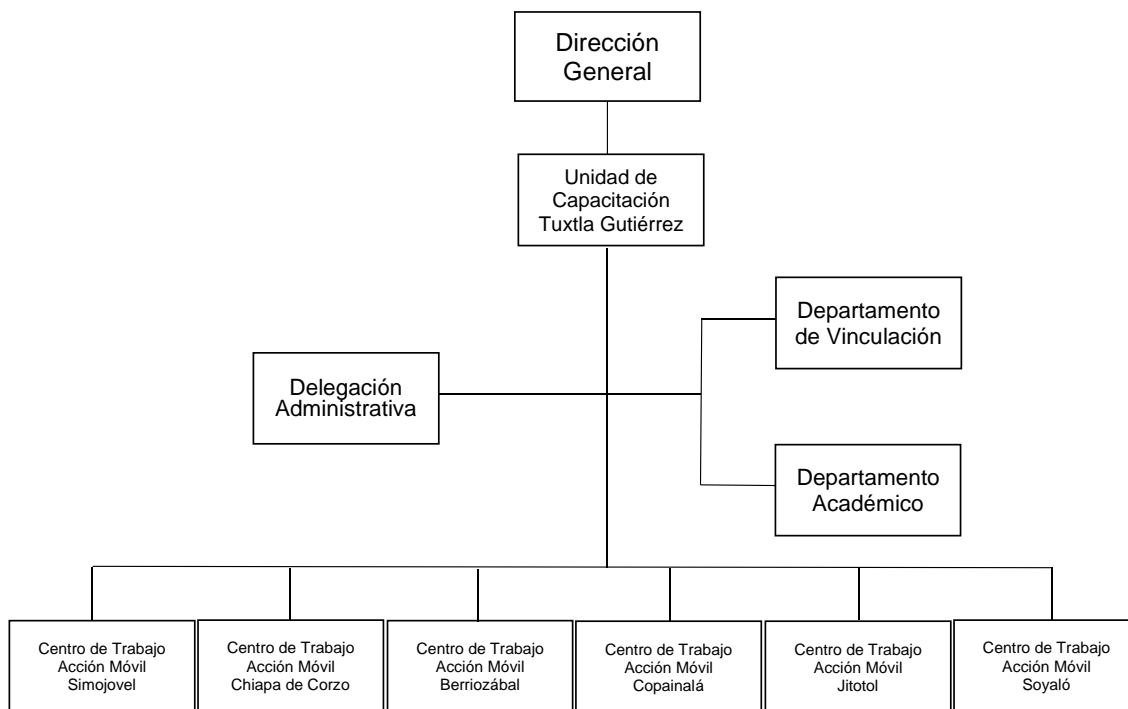 Dirección
General
Unidad de
Capacitación
Tuxtla Gutiérrez
Departamento
de Vinculación
Delegación
Administrativa
Departamento
Académico
Centro de Trabajo
Acción Móvil
Simojovel
Centro de Trabajo
Acción Móvil
Chiapa de Corzo
Centro de Trabajo
Acción Móvil
Berriozábal
Centro de Trabajo
Acción Móvil
Copainalá
Centro de Trabajo
Acción Móvil
Jitotol
Centro de Trabajo
Acción Móvil
Soyaló